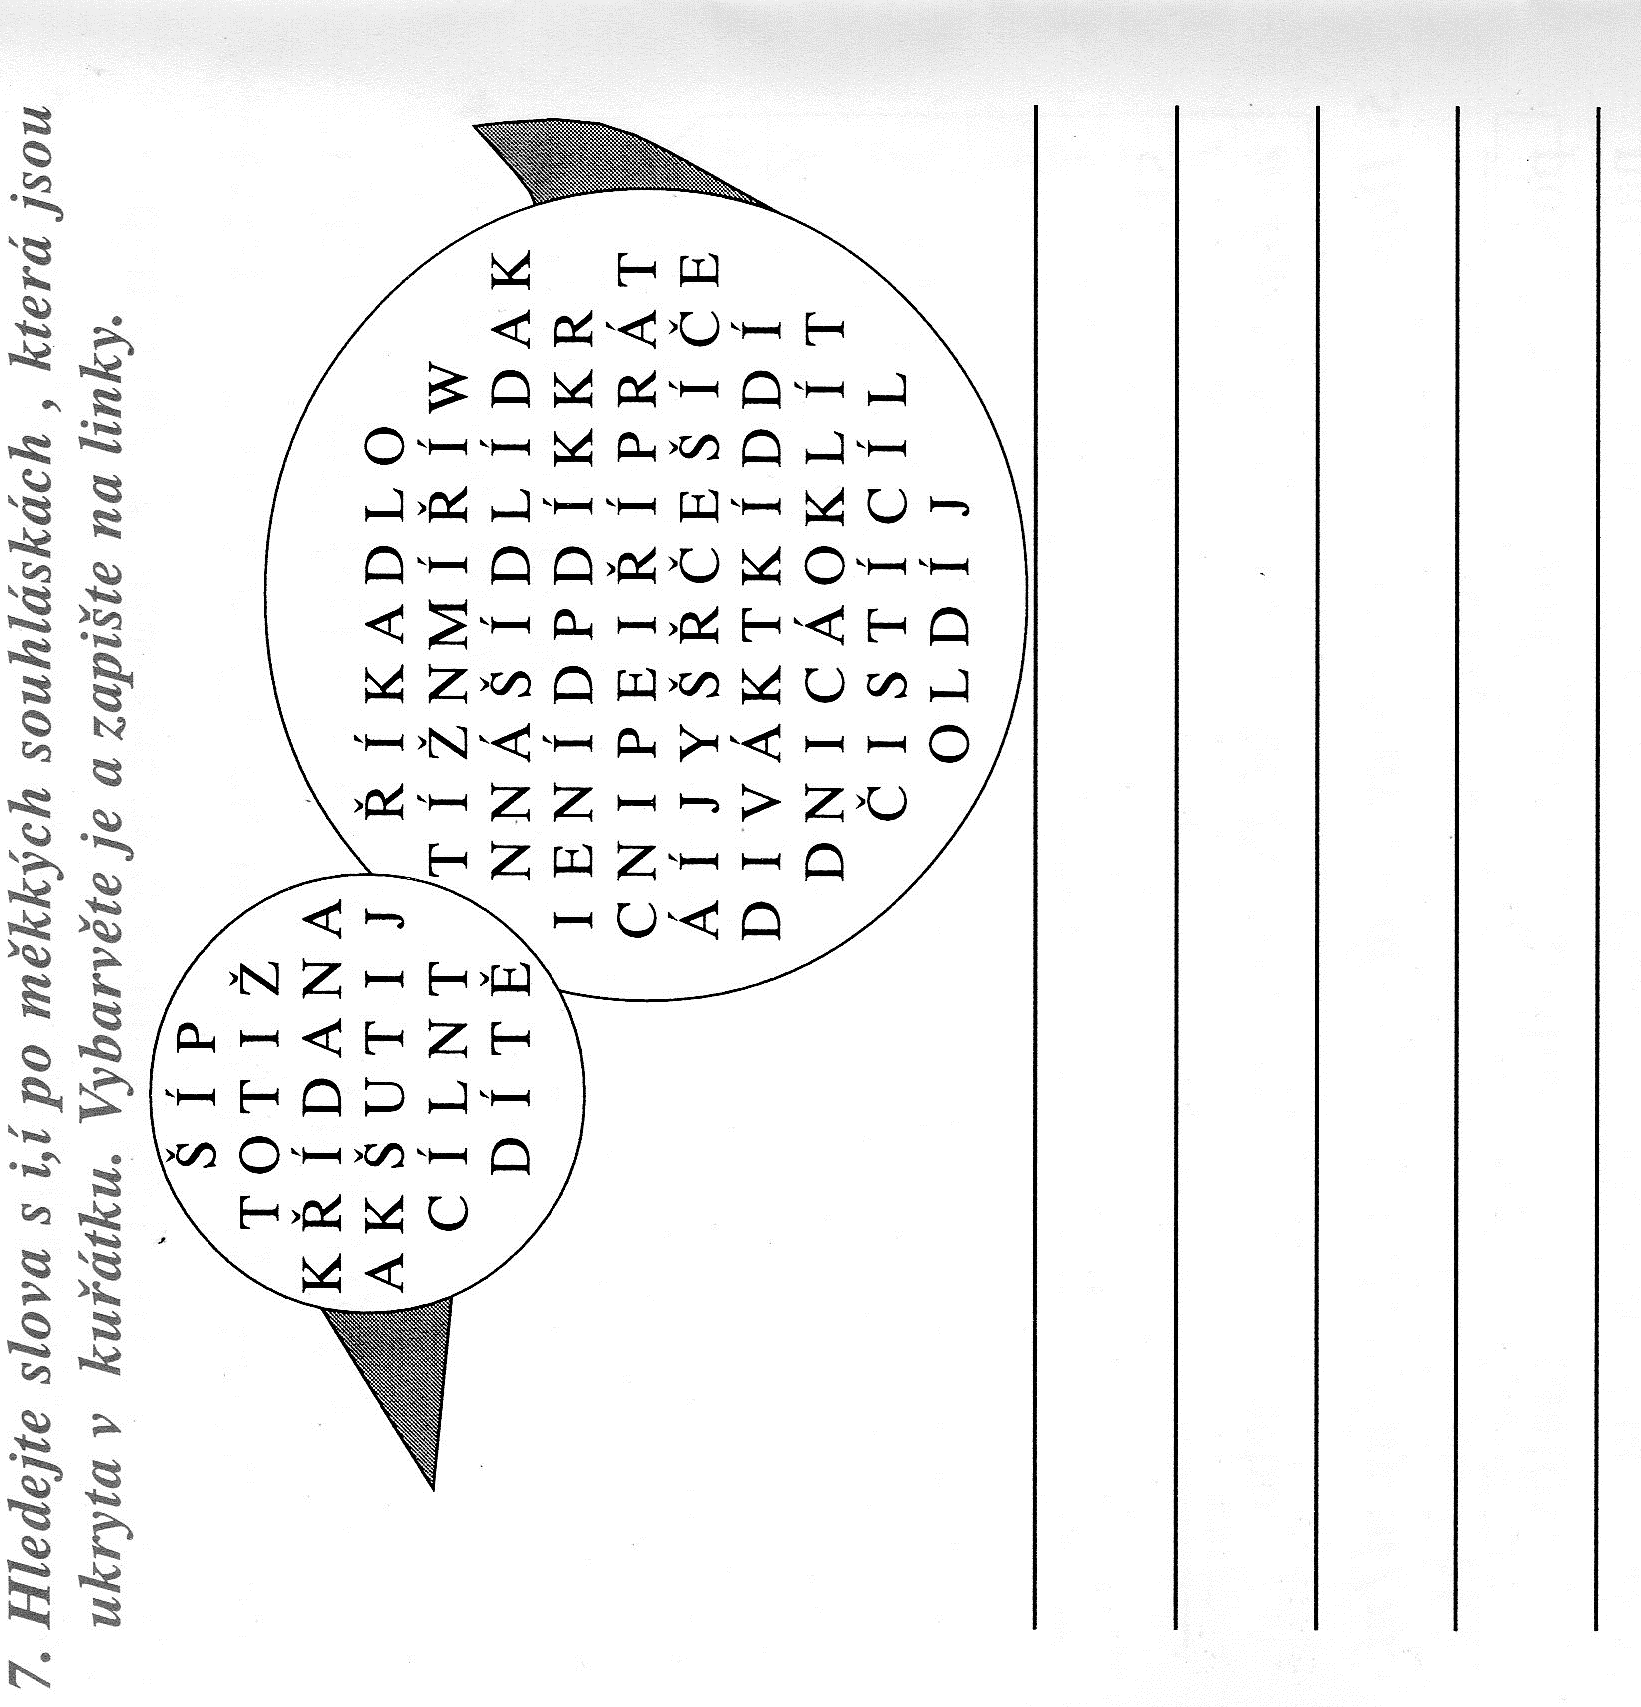 7. Hledejte slova s i,í po měkkých souhláskách , která jsou
ukryta v kuřátku. Vybarvěte je a zapište na linky.
Š Í P
T O T I Ž
K Ř Í D A N A
A K Š U T I J Ř Í K A D L O
C Í L N T T Í Ž N M Í Ř Í W
D Í T Ě N N Á Š Í D L Í D A K
I E N Í D P D Í K K R
C N I P E I Ř Í P R Á T
Á Í J Y Š Ř Č E Š Í Č E
D I V Á K T K Í D D Í
D N I C Á O K L Í T
Č I S T Í C Í L
O L D Í J